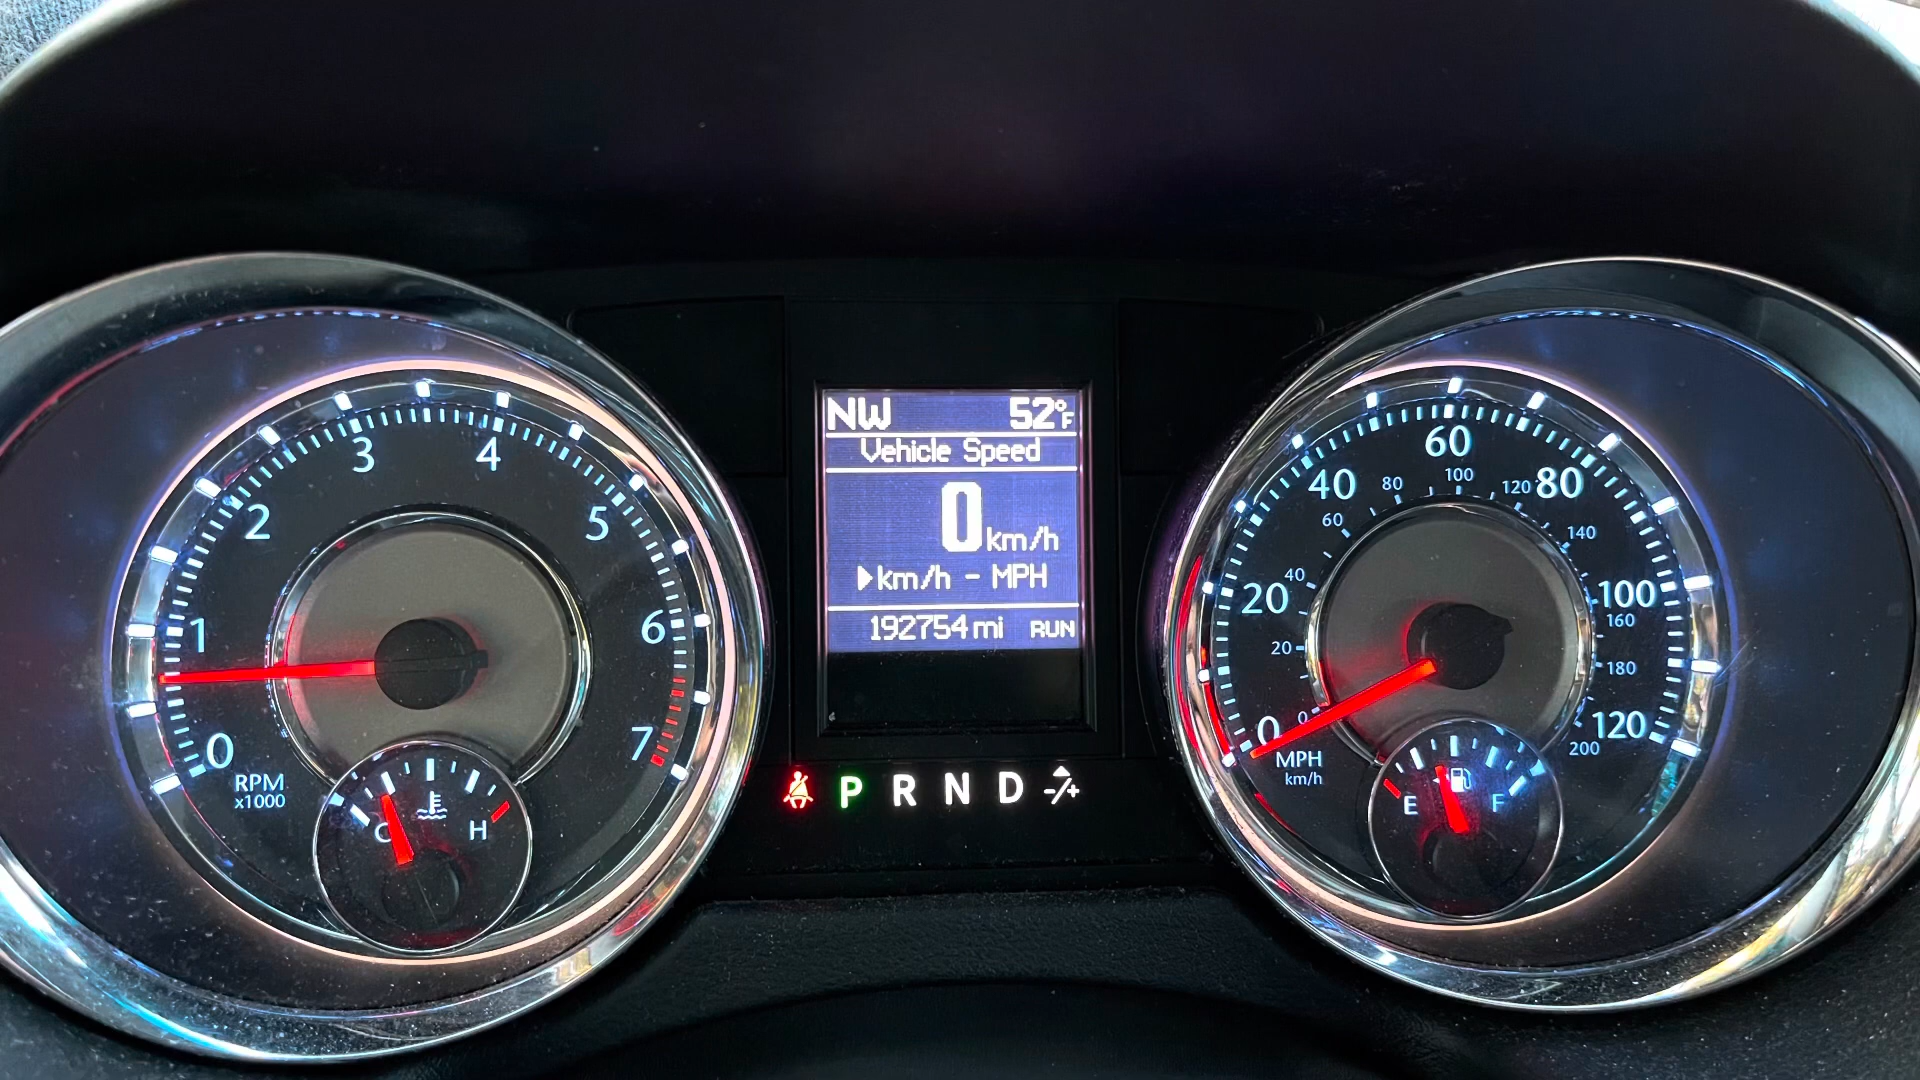 0
1
2
3
4
5
6
7
RPM
x1000
C
H
NW 52°F
Vehicle Speed
0 km/h
▶km/h - MPH
192754 mi RUN
P R N D -/+
0
20
40
60
80
100
120
0
20
40
60
80
100
120
140
160
180
200
MPH
km/h
E
F